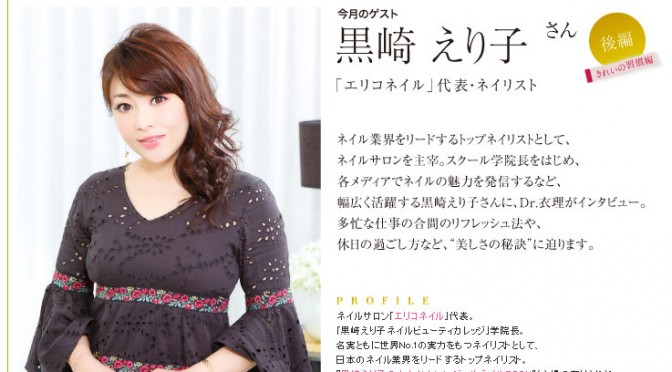 今月のゲスト
黒崎 えり子 さん
後編
きれいの習慣編
「エリコネイル」代表・ネイリスト
ネイル業界をリードするトップネイリストとして、
ネイルサロンを主宰。スクール学院長をはじめ、
各メディアでネイルの魅力を発信するなど、
幅広く活躍する黒崎えり子さんに、Dr.衣理がインタビュー。
多忙な仕事の合間のリフレッシュ法や、
休日の過ごし方など、“美しさの秘訣”に迫ります。
PROFILE
ネイルサロン「エリコネイル」代表。
「黒崎えり子 ネイルビューティカレッジ」学院長。
名実ともに世界No.1の実力をもつネイリストとして、
日本のネイル業界をリードするトップネイリスト。